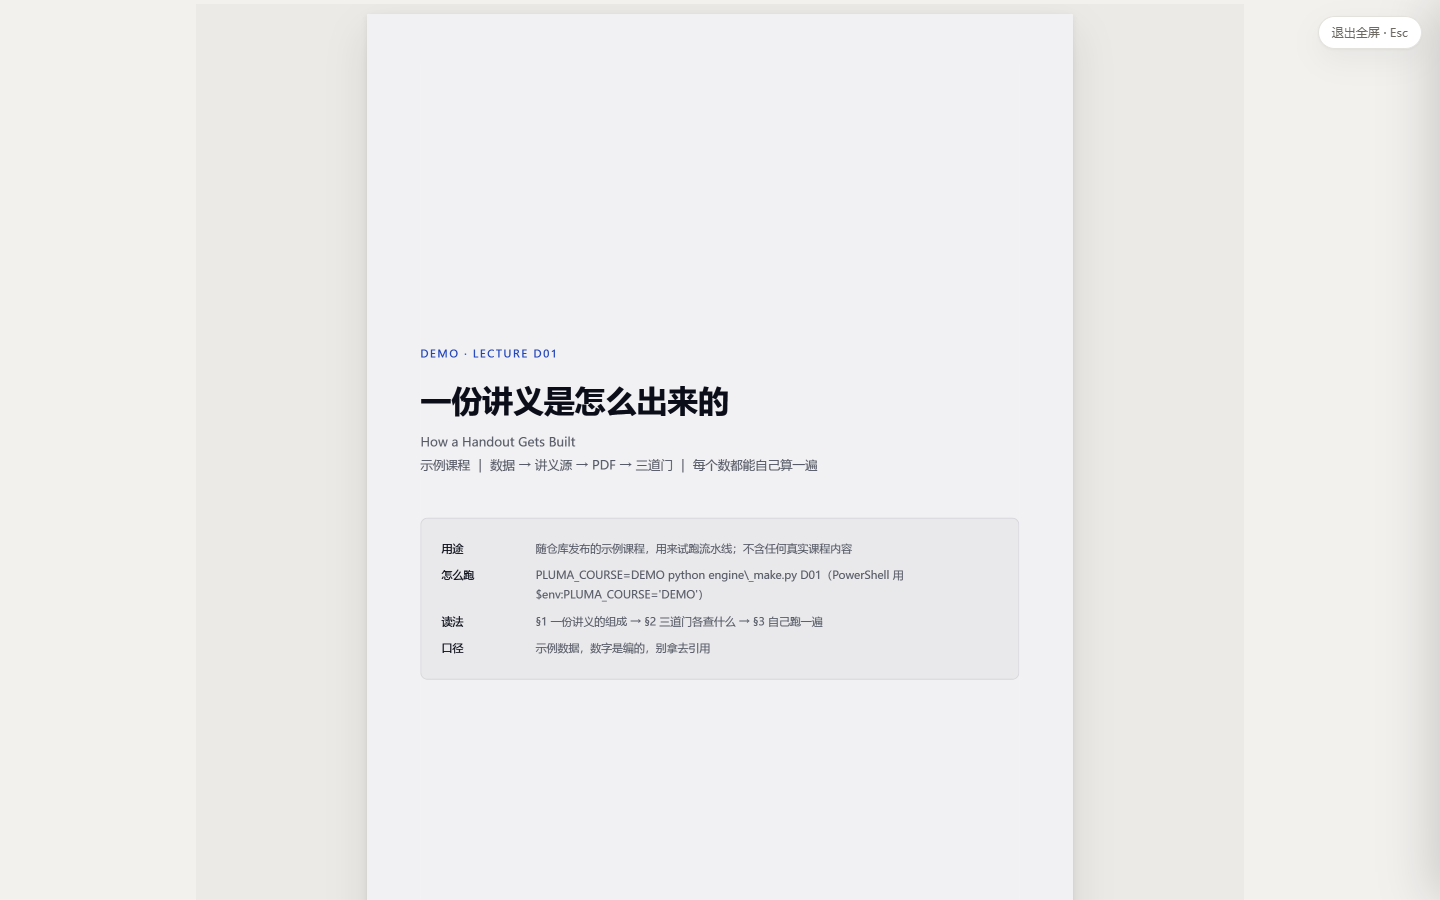 退出全屏 · Esc
DEMO · LECTURE D01
一份讲义是怎么出来的
How a Handout Gets Built
示例课程 | 数据 → 讲义源 → PDF → 三道门 | 每个数都能自己算一遍
用途 随仓库发布的示例课程，用来试跑流水线；不含任何真实课程内容
怎么跑 PLUMA_COURSE=DEMO python engine\_make.py D01（PowerShell 用
$env:PLUMA_COURSE='DEMO'）
读法 §1 一份讲义的组成 → §2 三道门各查什么 → §3 自己跑一遍
口径 示例数据，数字是编的，别拿去引用